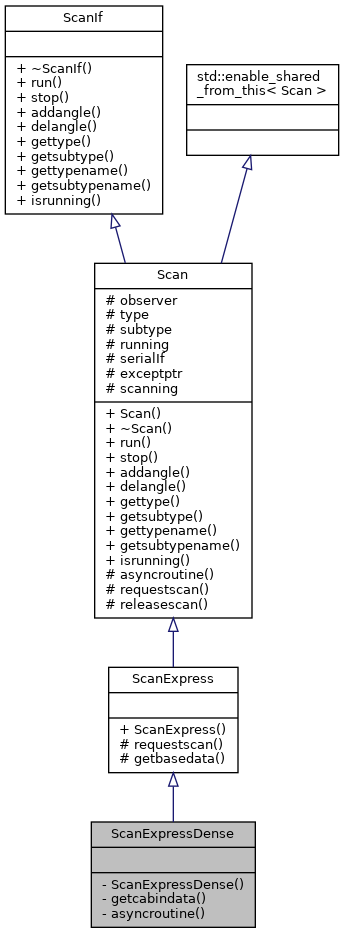 ScanIf
+ ~ScanIf()
+ run()
+ stop()
+ addangle()
+ delangle()
+ gettype()
+ getsubtype()
+ gettypename()
+ getsubtypename()
+ isrunning()
std::enable_shared
_from_this< Scan >
Scan
# observer
# type
# subtype
# running
# serialIf
# exceptptr
# scanning
+ Scan()
+ ~Scan()
+ run()
+ stop()
+ addangle()
+ delangle()
+ gettype()
+ getsubtype()
+ gettypename()
+ getsubtypename()
+ isrunning()
# asyncroutine()
# requestscan()
# releasescan()
ScanExpress
+ ScanExpress()
# requestscan()
# getbasedata()
ScanExpressDense
- ScanExpressDense()
- getcabindata()
- asyncroutine()